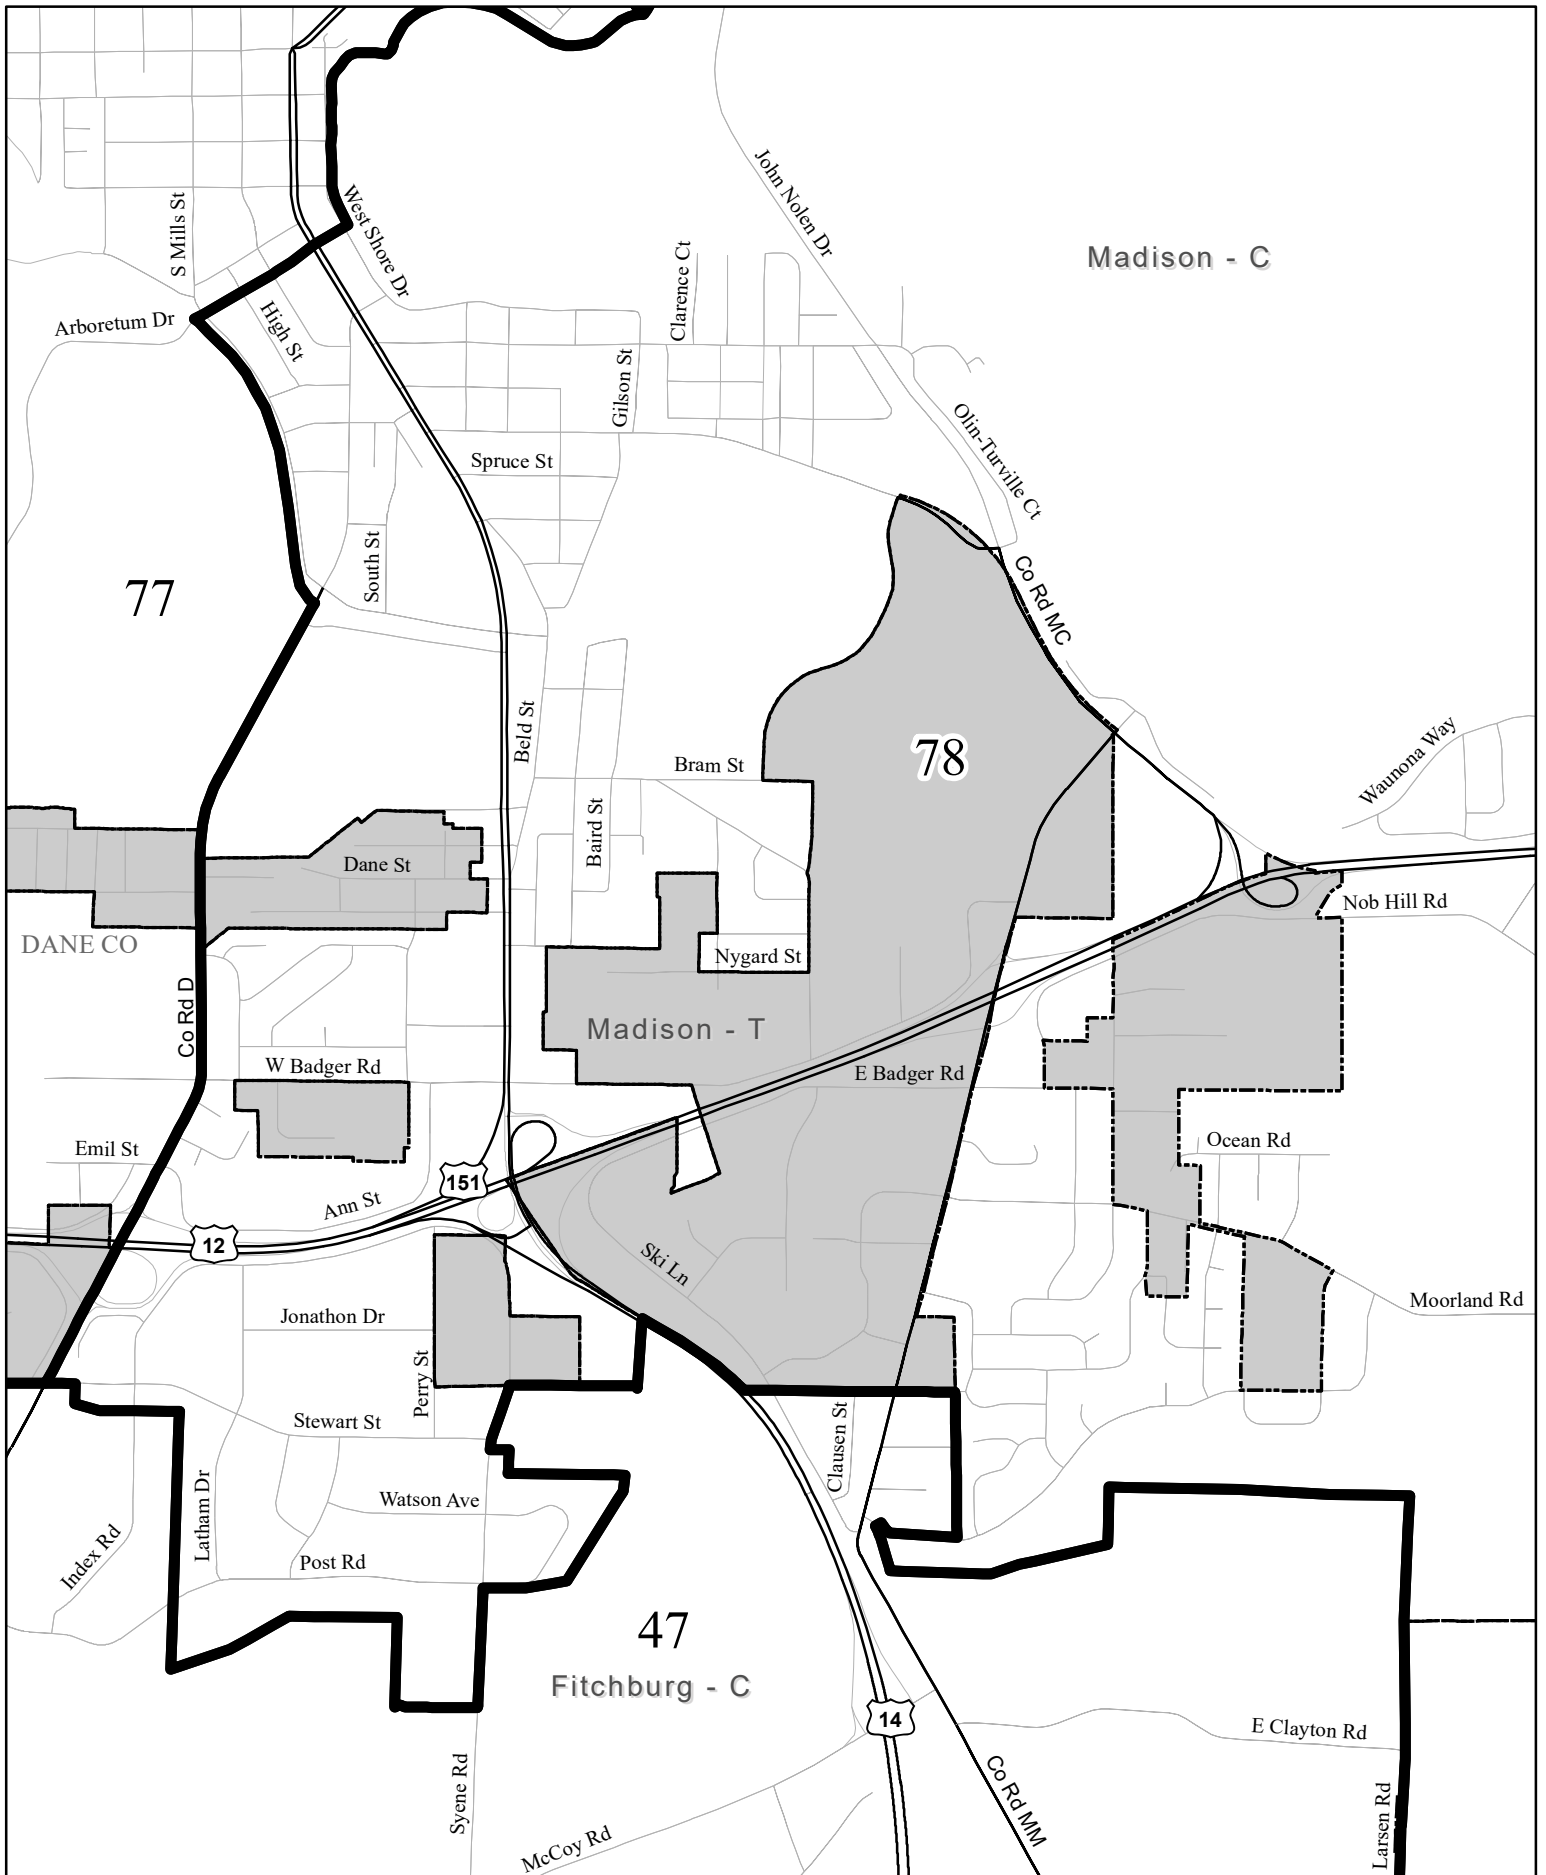 S Mills St
West Shore Dr
John Nolen Dr
Madison - C
Clarence Ct
Arboretum Dr
High St
Gilson St
Olin-Turville Ct
Spruce St
South St
77
Co Rd MC
Beld St
Bram St
78
Waunona Way
Baird St
Dane St
Nob Hill Rd
DANE CO
Nygard St
Co Rd D
Madison - T
W Badger Rd
E Badger Rd
Emil St
Ocean Rd
151
Ann St
12
Ski Ln
Jonathon Dr
Moorland Rd
Perry St
Stewart St
Clausen St
Latham Dr
Watson Ave
Index Rd
Post Rd
47
Fitchburg - C
14
E Clayton Rd
Syene Rd
Co Rd MM
Larsen Rd
McCoy Rd